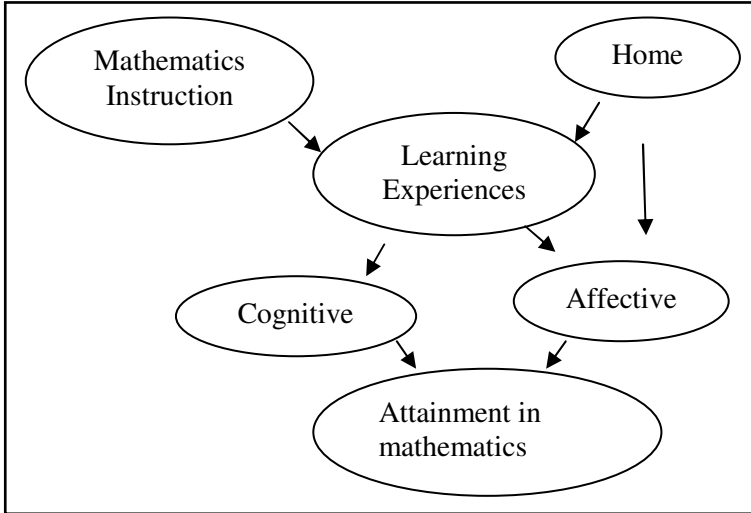 Mathematics
Instruction
Home
Learning
Experiences
Cognitive
Affective
Attainment in
mathematics